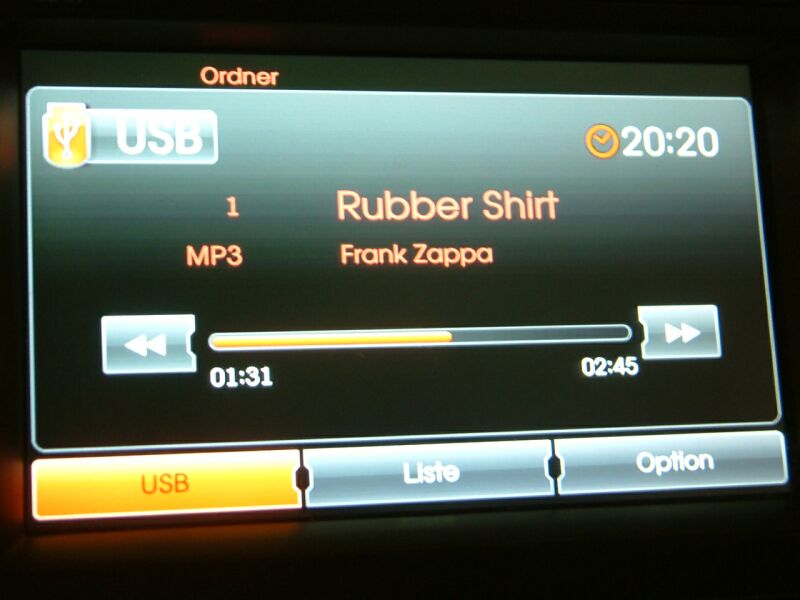 Ordner
USB 20:20
1 Rubber Shirt
MP3 Frank Zappa
01:31 02:45
USB Liste Option